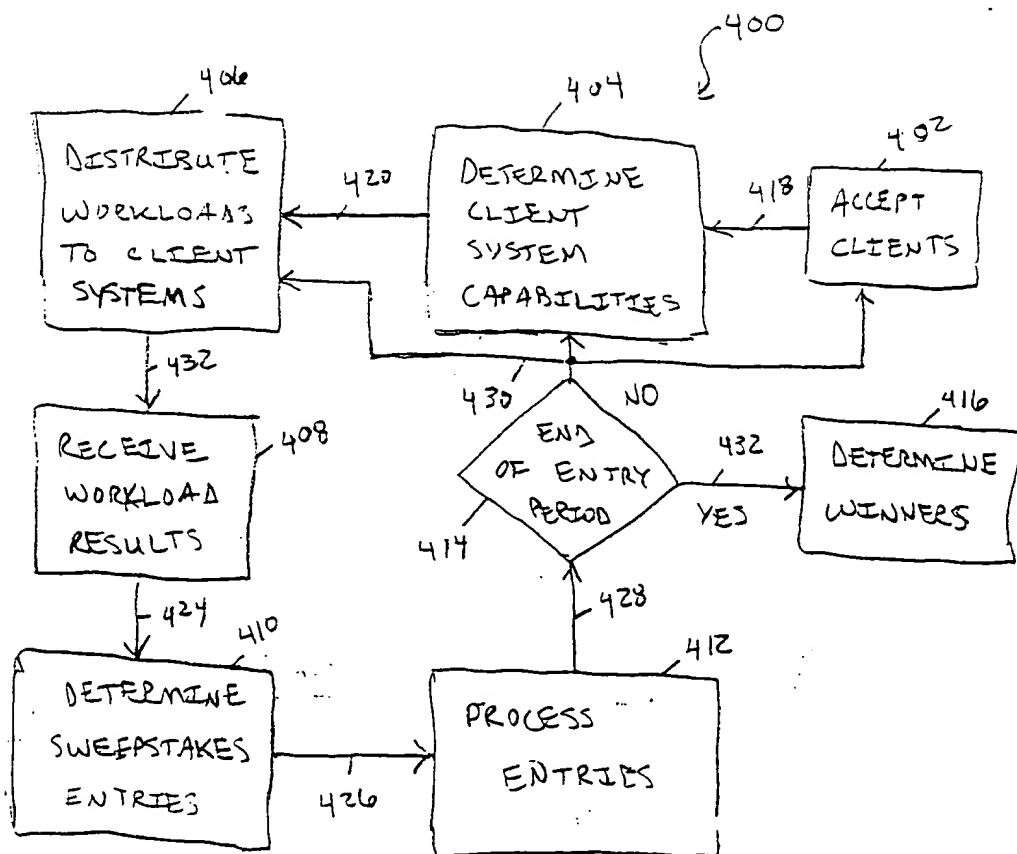 400
406
DISTRIBUTE
WORKLOADS
TO CLIENT
SYSTEMS
420
404
DETERMINE
CLIENT
SYSTEM
CAPABILITIES
418
402
ACCEPT
CLIENTS
432
430
NO
408
RECEIVE
WORKLOAD
RESULTS
END
OF ENTRY
PERIOD
414
432
YES
416
DETERMINE
WINNERS
424
428
410
DETERMINE
SWEEPSTAKES
ENTRIES
426
412
PROCESS
ENTRIES